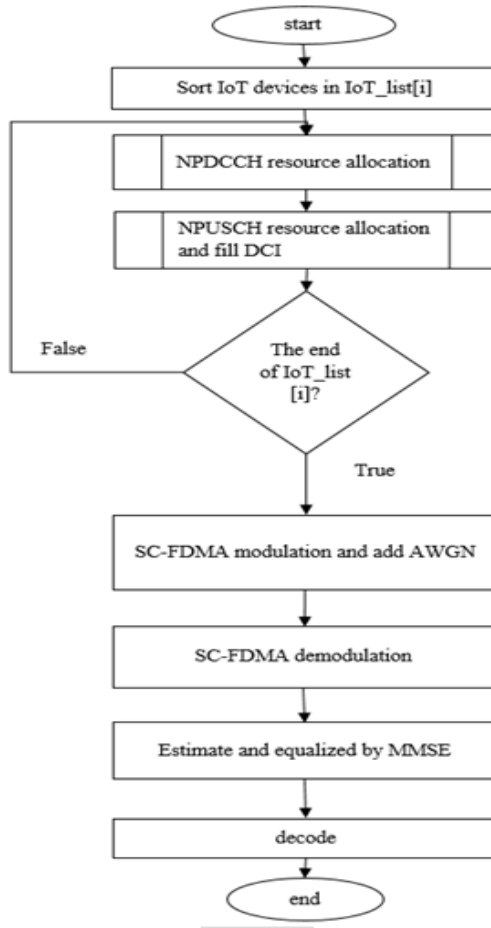 start
Sort IoT devices in IoT_list[i]
NPDCCH resource allocation
NPUSCH resource allocation
and fill DCI
False
The end
of IoT_list
[i]?
True
SC-FDMA modulation and add AWGN
SC-FDMA demodulation
Estimate and equalized by MMSE
decode
end